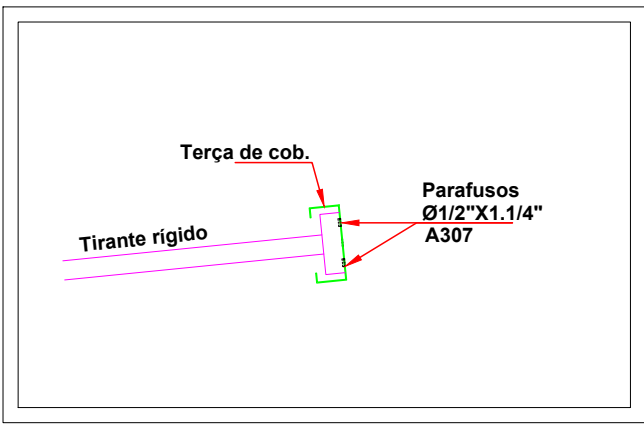 Terça de cob.
Parafusos
Ø1/2"X1.1/4"
A307
Tirante rígido